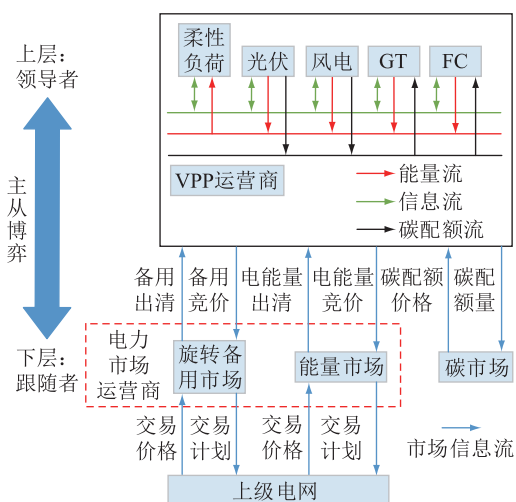 上层：
领导者
主从博弈
下层：
跟随者
柔性
负荷
光伏
风电
GT
FC
VPP运营商
能量流
信息流
碳配额流
备用
出清
备用
竞价
电能量
出清
电能量
竞价
碳配额
价格
碳配
额量
电力
市场
运营商
旋转备
用市场
能量市场
碳市场
交易
价格
交易
计划
交易
价格
交易
计划
市场信息流
上级电网